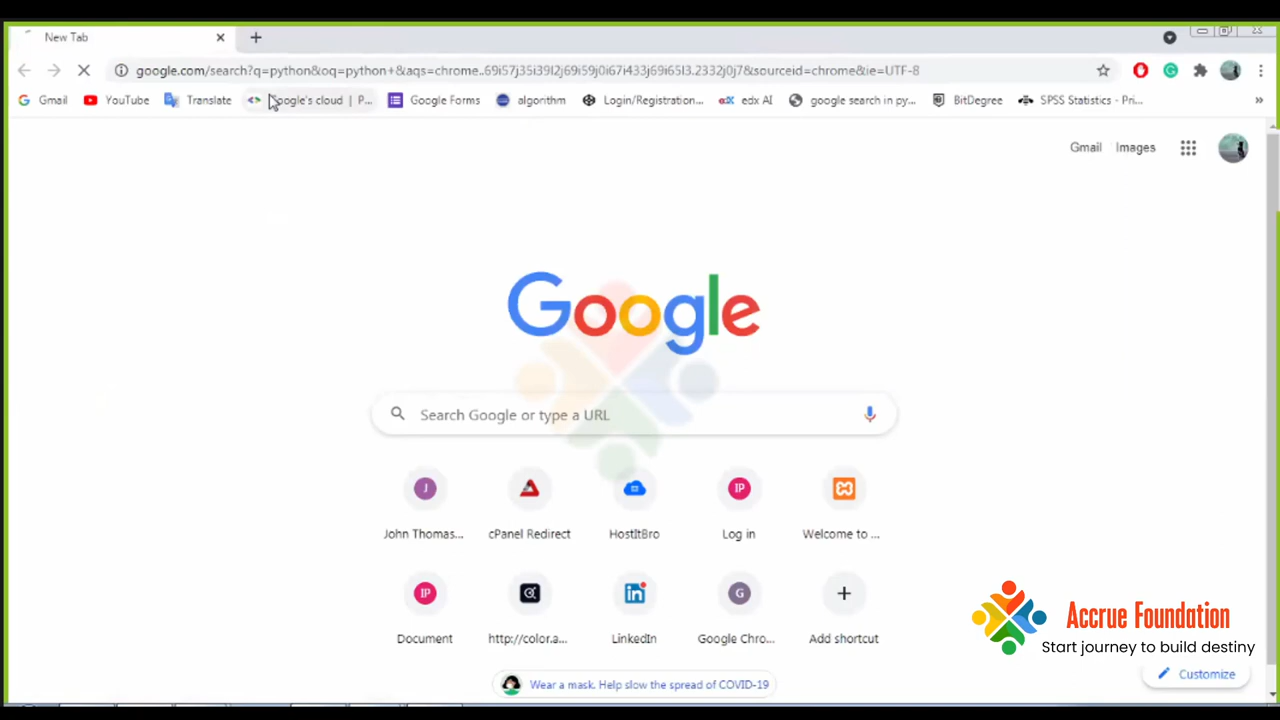 New Tab
google.com/search?q=python&oq=python+&aqs=chrome..69i57j35i39l2j69i59j0i67i433j69i65l3.2332j0j7&sourceid=chrome&ie=UTF-8
Gmail YouTube Translate Google's cloud | P... Google Forms algorithm Login/Registration... edx AI google search in py... BitDegree SPSS Statistics - Pri... »
Gmail Images
Google
Search Google or type a URL
J IP
John Thomas... cPanel Redirect HostItBro Log in Welcome to ...
IP in G
Document http://color.a... LinkedIn Google Chro... Add shortcut
Accrue Foundation
Start journey to build destiny
Customize
Wear a mask. Help slow the spread of COVID-19